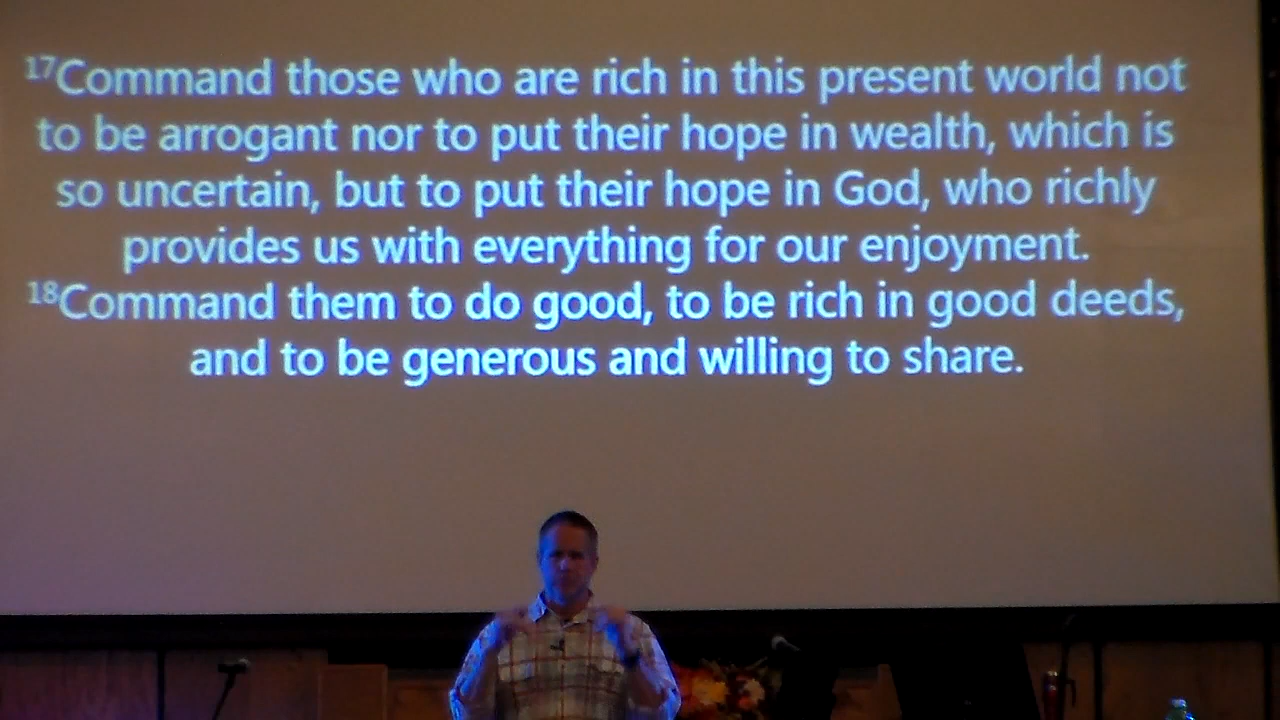 ¹⁷Command those who are rich in this present world not
to be arrogant nor to put their hope in wealth, which is
so uncertain, but to put their hope in God, who richly
provides us with everything for our enjoyment.
¹⁸Command them to do good, to be rich in good deeds,
and to be generous and willing to share.